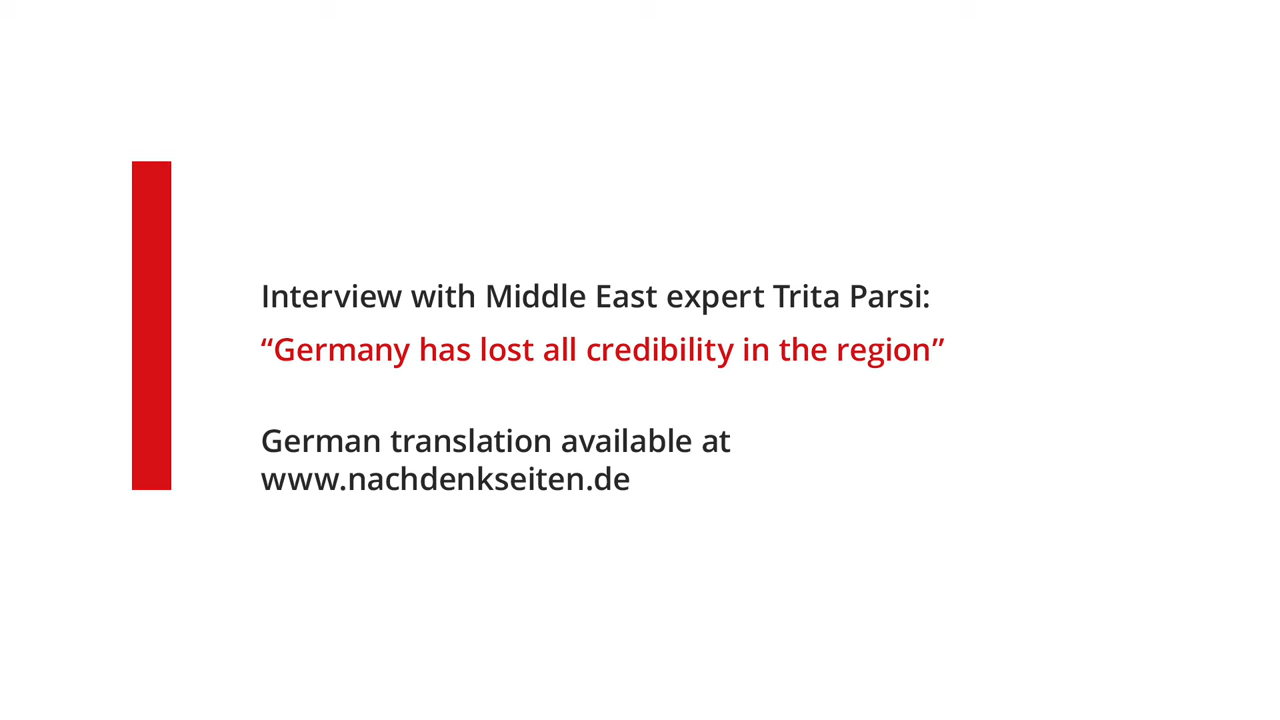 Interview with Middle East expert Trita Parsi:
“Germany has lost all credibility in the region”
German translation available at
www.nachdenkseiten.de